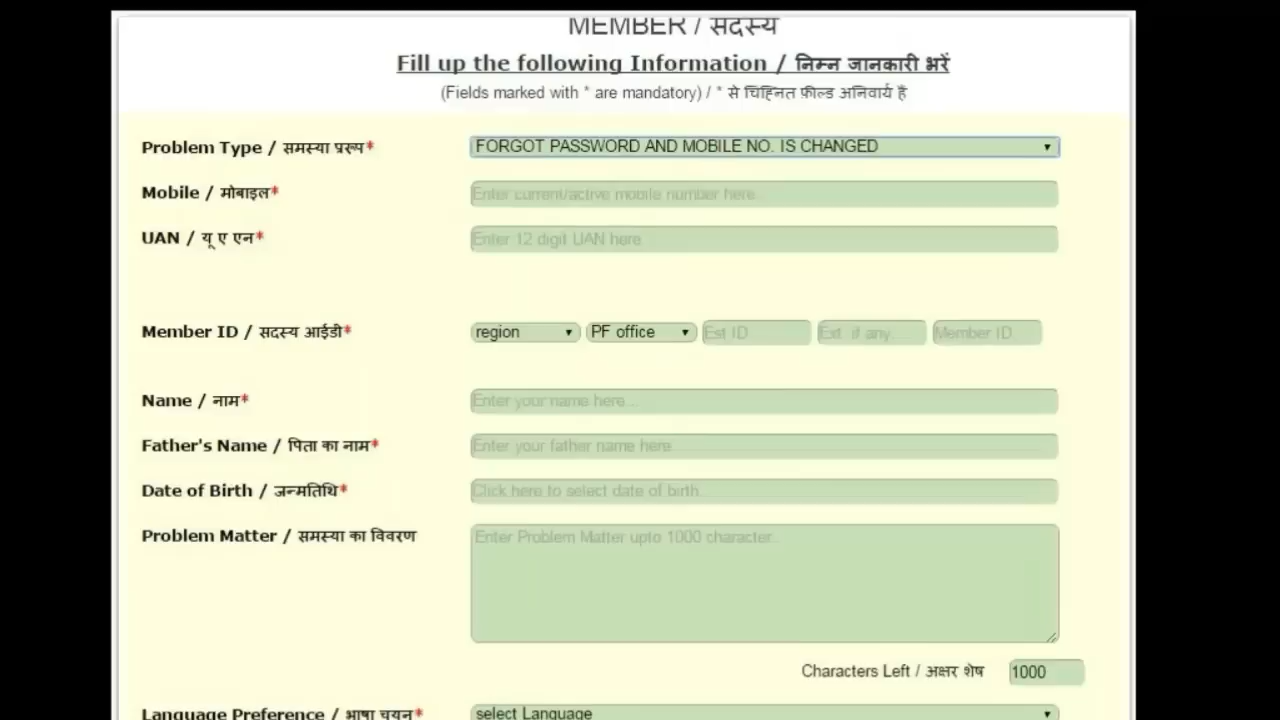 MEMBER / सदस्य
Fill up the following Information / निम्न जानकारी भरें
(Fields marked with * are mandatory) / * से चिह्नित फ़ील्ड अनिवार्य हैं
Problem Type / समस्या प्ररूप* FORGOT PASSWORD AND MOBILE NO. IS CHANGED
Mobile / मोबाइल* Enter current/active mobile number here..
UAN / यू ए एन* Enter 12 digit UAN here
Member ID / सदस्य आईडी* region PF office Est ID Ext. if any.... Member ID
Name / नाम* Enter your name here...
Father's Name / पिता का नाम* Enter your father name here
Date of Birth / जन्मतिथि* Click here to select date of birth.
Problem Matter / समस्या का विवरण Enter Problem Matter upto 1000 character..
Characters Left / अक्षर शेष 1000
Language Preference / भाषा चयन* select Language